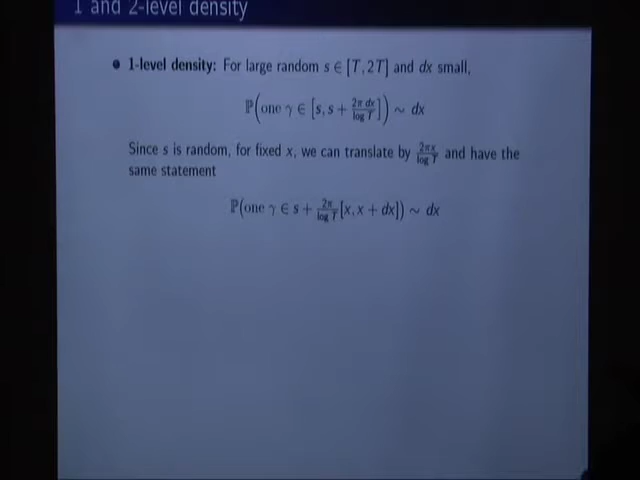 1 and 2-level density
• 1-level density: For large random s ∈ [T, 2T] and dx small,
ℙ(one γ ∈ [s, s + 2π dx / log T]) ∼ dx
Since s is random, for fixed x, we can translate by 2πx / log T and have the
same statement
ℙ(one γ ∈ s + 2π / log T [x, x + dx]) ∼ dx